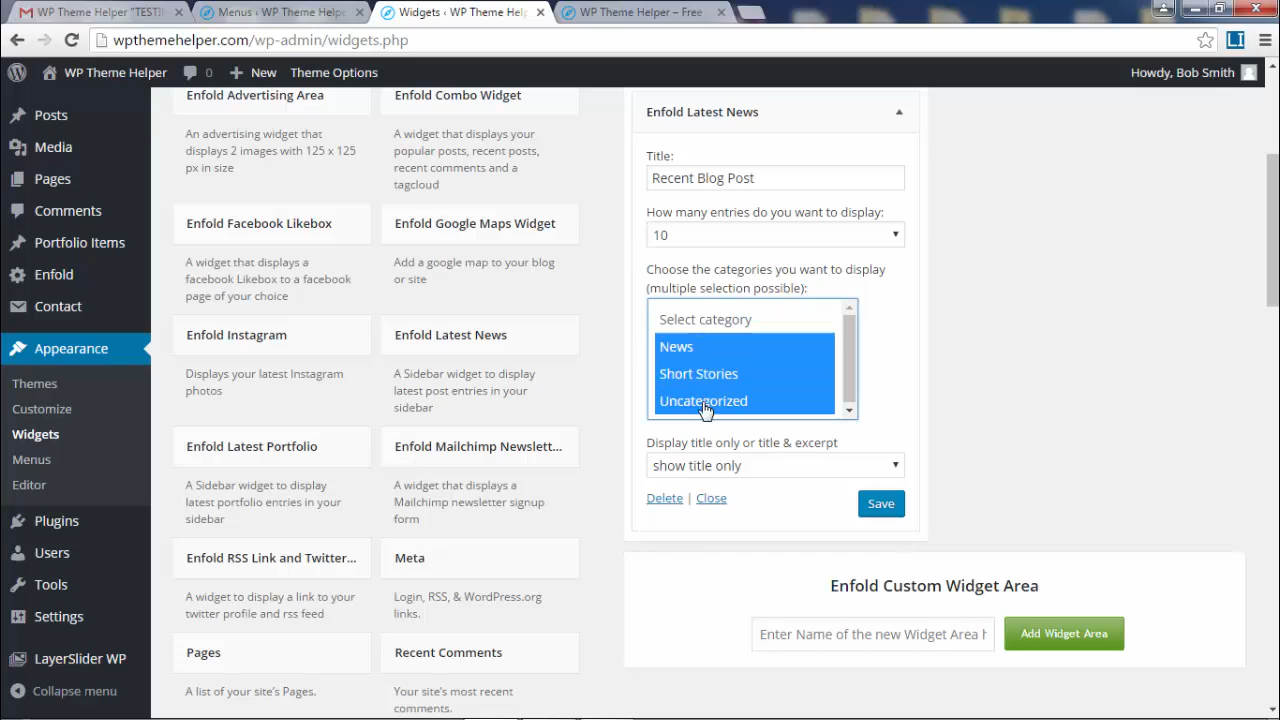 WP Theme Helper "TESTI
Menus ‹ WP Theme Help
Widgets ‹ WP Theme Help
WP Theme Helper – Free
wpthemehelper.com/wp-admin/widgets.php
LI
WP Theme Helper
0
New
Theme Options
Howdy, Bob Smith
Posts
Media
Pages
Comments
Portfolio Items
Enfold
Contact
Appearance
Themes
Customize
Widgets
Menus
Editor
Plugins
Users
Tools
Settings
LayerSlider WP
Collapse menu
Enfold Advertising Area
An advertising widget that
displays 2 images with 125 x 125
px in size
Enfold Combo Widget
A widget that displays your
popular posts, recent posts,
recent comments and a
tagcloud
Enfold Facebook Likebox
A widget that displays a
facebook Likebox to a facebook
page of your choice
Enfold Google Maps Widget
Add a google map to your blog
or site
Enfold Instagram
Displays your latest Instagram
photos
Enfold Latest News
A Sidebar widget to display
latest post entries in your
sidebar
Enfold Latest Portfolio
A Sidebar widget to display
latest portfolio entries in your
sidebar
Enfold Mailchimp Newslett...
A widget that displays a
Mailchimp newsletter signup
form
Enfold RSS Link and Twitter...
A widget to display a link to your
twitter profile and rss feed
Meta
Login, RSS, & WordPress.org
links.
Pages
A list of your site's Pages.
Recent Comments
Your site's most recent
comments.
Enfold Latest News
Title:
Recent Blog Post
How many entries do you want to display:
10
Choose the categories you want to display
(multiple selection possible):
Select category
News
Short Stories
Uncategorized
Display title only or title & excerpt
show title only
Delete | Close
Save
Enfold Custom Widget Area
Enter Name of the new Widget Area h
Add Widget Area